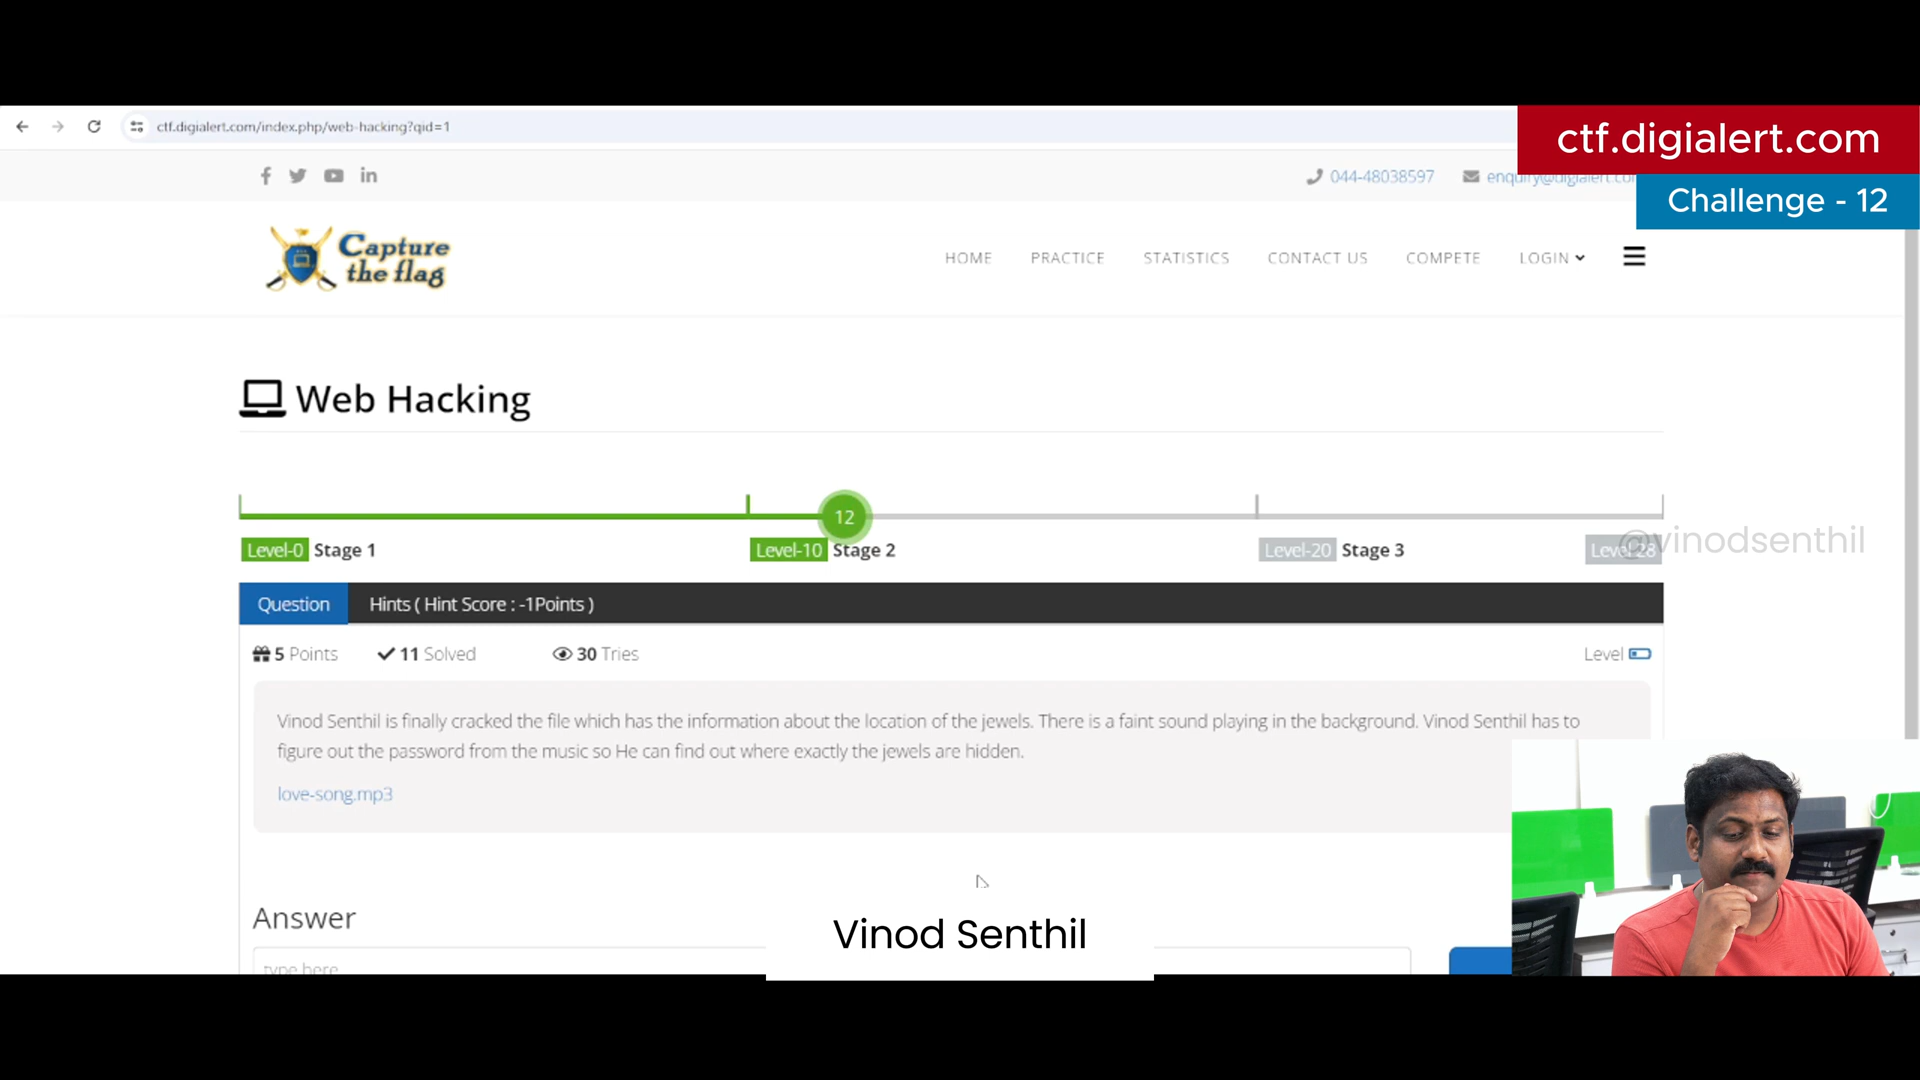 ctf.digialert.com/index.php/web-hacking?qid=1
ctf.digialert.com
044-48038597
Challenge - 12
Capture
the flag
HOME PRACTICE STATISTICS CONTACT US COMPETE LOGIN
Web Hacking
12
Level-0 Stage 1
Level-10 Stage 2
Level-20 Stage 3
@vinodsenthil
Question Hints ( Hint Score : -1Points )
5 Points 11 Solved 30 Tries Level
Vinod Senthil is finally cracked the file which has the information about the location of the jewels. There is a faint sound playing in the background. Vinod Senthil has to
figure out the password from the music so He can find out where exactly the jewels are hidden.
love-song.mp3
Answer
Vinod Senthil
type here